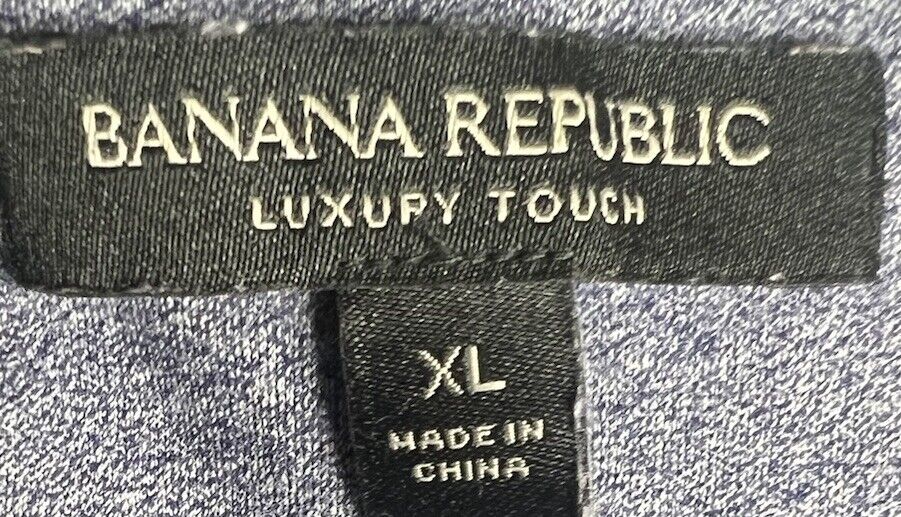 BANANA REPUBLIC
LUXURY TOUCH
XL
MADE IN
CHINA